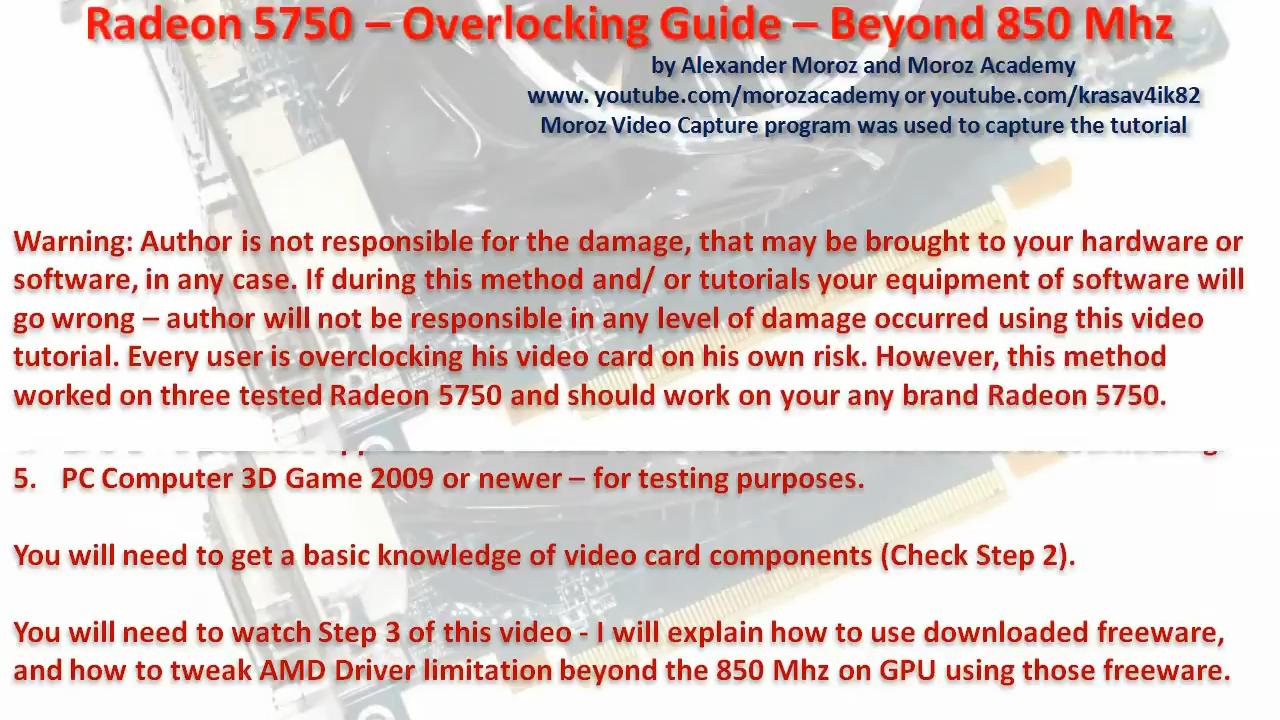 Radeon 5750 – Overlocking Guide – Beyond 850 Mhz
by Alexander Moroz and Moroz Academy
www. youtube.com/morozacademy or youtube.com/krasav4ik82
Moroz Video Capture program was used to capture the tutorial
Warning: Author is not responsible for the damage, that may be brought to your hardware or
software, in any case. If during this method and/ or tutorials your equipment of software will
go wrong – author will not be responsible in any level of damage occurred using this video
tutorial. Every user is overclocking his video card on his own risk. However, this method
worked on three tested Radeon 5750 and should work on your any brand Radeon 5750.
5. PC Computer 3D Game 2009 or newer – for testing purposes.
You will need to get a basic knowledge of video card components (Check Step 2).
You will need to watch Step 3 of this video - I will explain how to use downloaded freeware,
and how to tweak AMD Driver limitation beyond the 850 Mhz on GPU using those freeware.